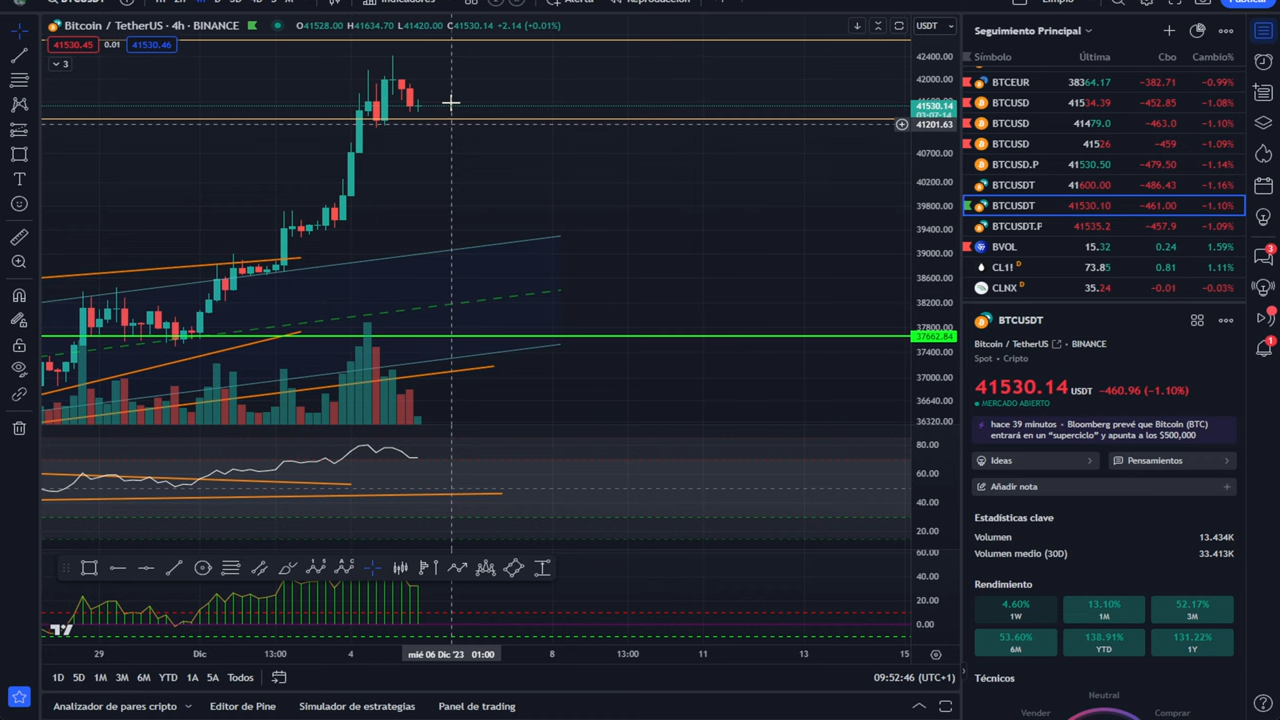 Indicadores
Alerta
Reproducción
Limpio
Publicar
Bitcoin / TetherUS · 4h · BINANCE
O41528.00 H41634.70 L41420.00 C41530.14 +2.14 (+0.01%)
USDT
41530.45 0.01 41530.46
3
42400.00
42000.00
41530.14
03:07:14
41201.63
40700.00
40200.00
39800.00
39400.00
39000.00
38600.00
38200.00
37800.00
37662.84
37400.00
37000.00
36640.00
36320.00
80.00
60.00
40.00
20.00
60.00
40.00
20.00
0.00
29 Dic 13:00 4 mié 06 Dic '23 01:00 8 13:00 11 13 15
1D 5D 1M 3M 6M YTD 1A 5A Todos
09:52:46 (UTC+1)
Analizador de pares cripto Editor de Pine Simulador de estrategias Panel de trading
Seguimiento Principal
Símbolo Última Cbo Cambio%
BTCEUR 38364.17 −382.71 −0.99%
BTCUSD 41534.39 −452.85 −1.08%
BTCUSD 41479.0 −463.0 −1.10%
BTCUSD 41526 −459 −1.09%
BTCUSD.P 41530.50 −479.50 −1.14%
BTCUSDT 41600.00 −486.43 −1.16%
BTCUSDT 41530.10 −461.00 −1.10%
BTCUSDT.P 41535.2 −457.9 −1.09%
BVOL 15.32 0.24 1.59%
CL1! D 73.85 0.81 1.11%
CLNX D 35.24 −0.01 −0.03%
BTCUSDT
Bitcoin / TetherUS · BINANCE
Spot · Cripto
41530.14 USDT −460.96 (−1.10%)
MERCADO ABIERTO
hace 39 minutos · Bloomberg prevé que Bitcoin (BTC)
entrará en un “superciclo” y apunta a los $500,000
Ideas Pensamientos
Añadir nota
Estadísticas clave
Volumen 13.434K
Volumen medio (30D) 33.413K
Rendimiento
4.60% 13.10% 52.17%
1W 1M 3M
53.60% 138.91% 131.22%
6M YTD 1Y
Técnicos
Neutral
Vender Comprar
3
1